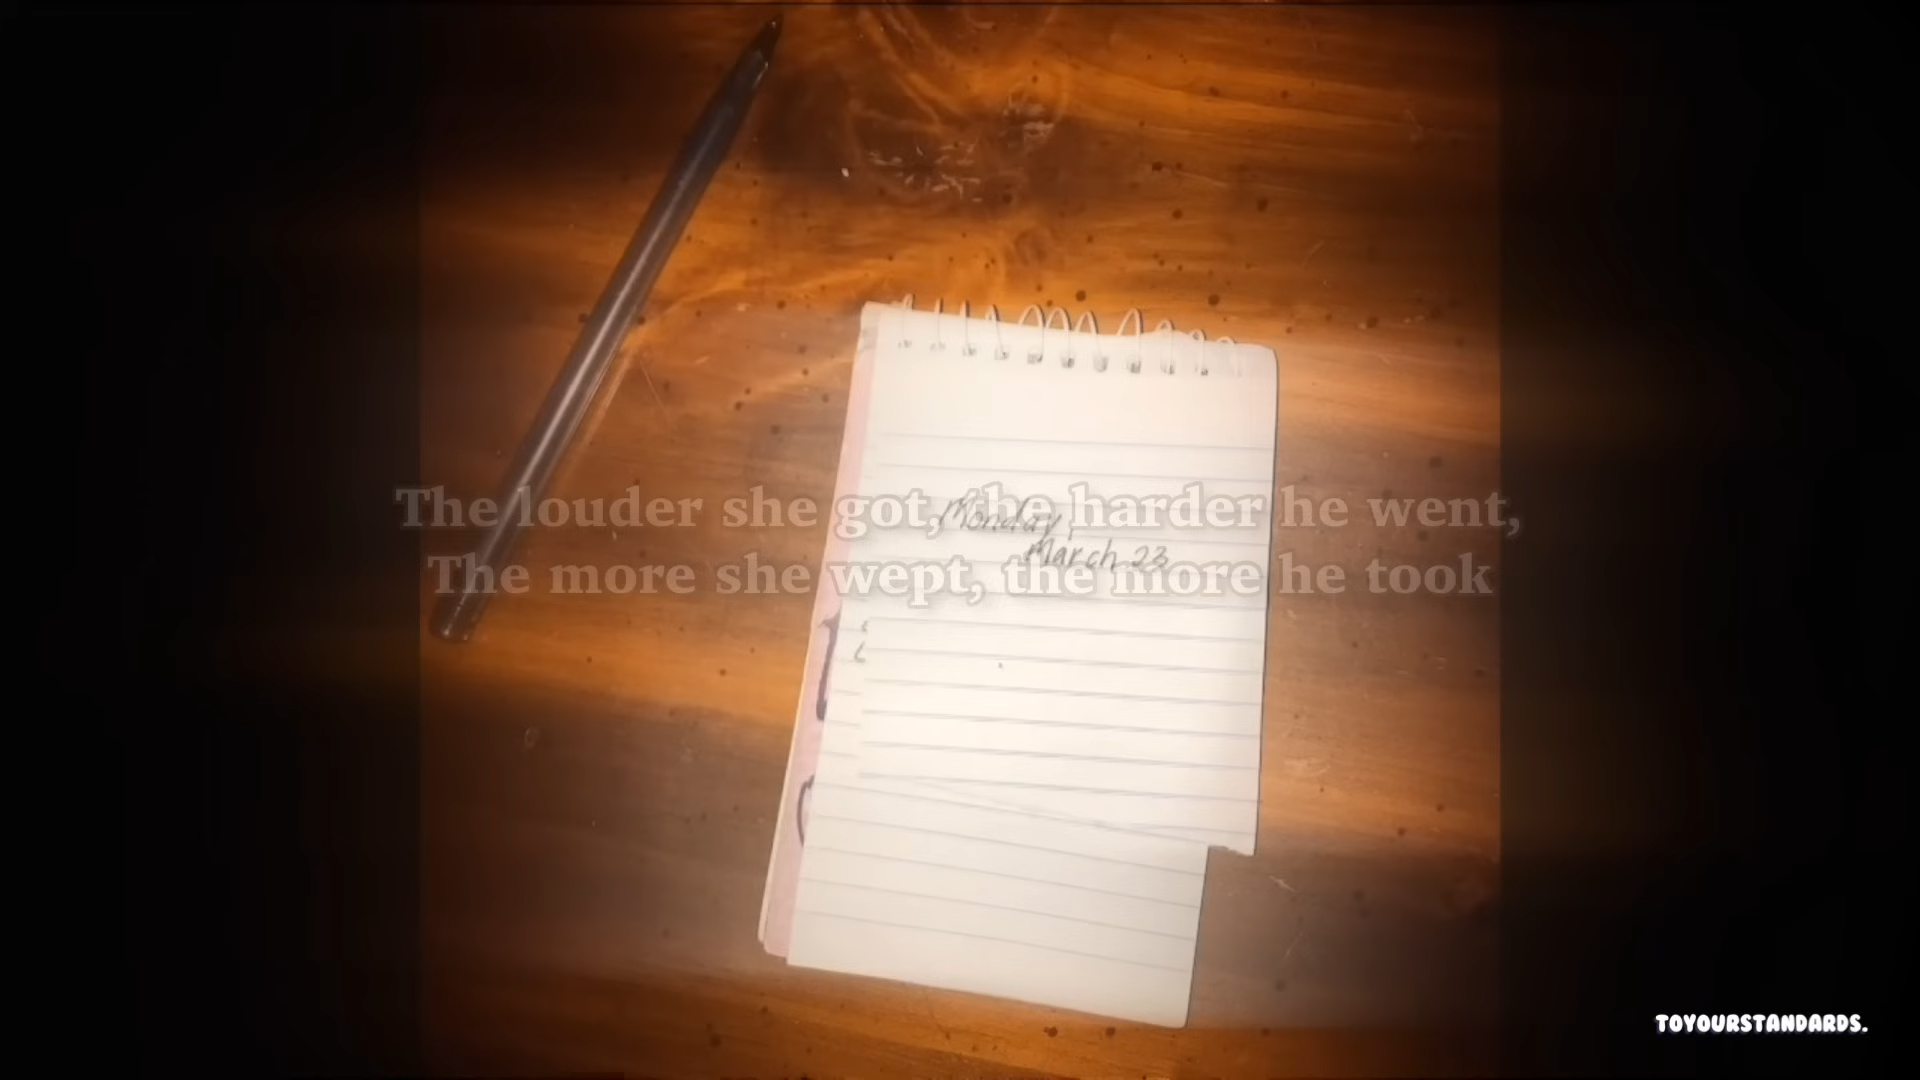 The louder she got, the harder he went,
The more she wept, the more he took
Monday,
March 23
TOYOURSTANDARDS.